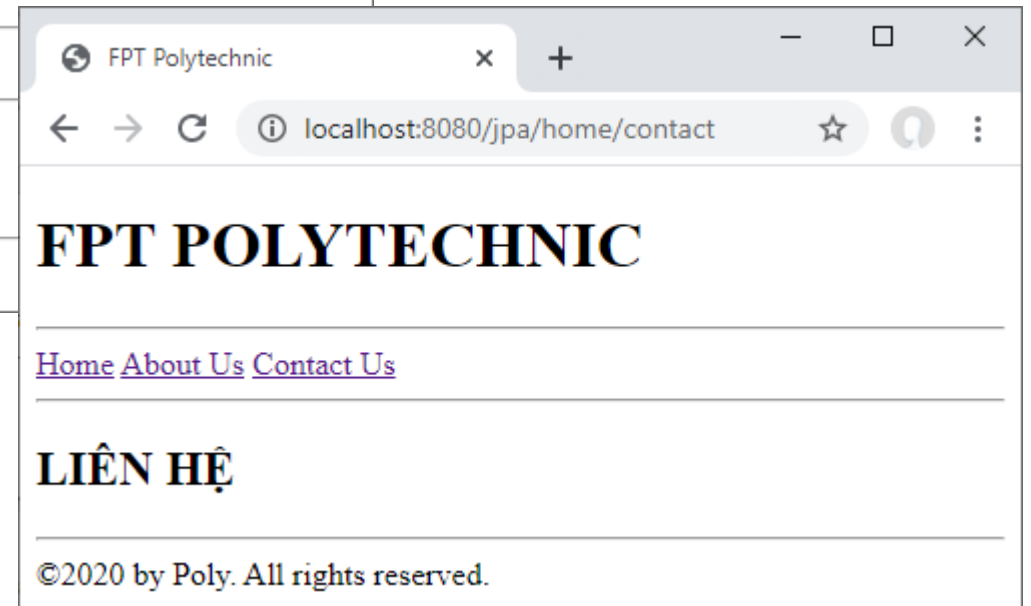 FPT Polytechnic
localhost:8080/jpa/home/contact
FPT POLYTECHNIC
Home About Us Contact Us
LIÊN HỆ
©2020 by Poly. All rights reserved.